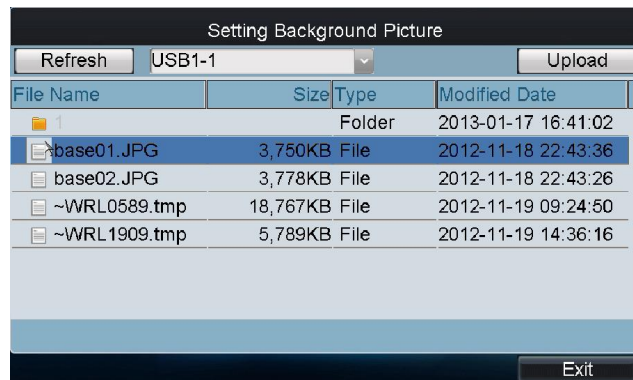 Setting Background Picture
Refresh USB1-1 Upload
File Name Size Type Modified Date
1 Folder 2013-01-17 16:41:02
base01.JPG 3,750KB File 2012-11-18 22:43:36
base02.JPG 3,778KB File 2012-11-18 22:43:26
~WRL0589.tmp 18,767KB File 2012-11-19 09:24:50
~WRL1909.tmp 5,789KB File 2012-11-19 14:36:16
Exit